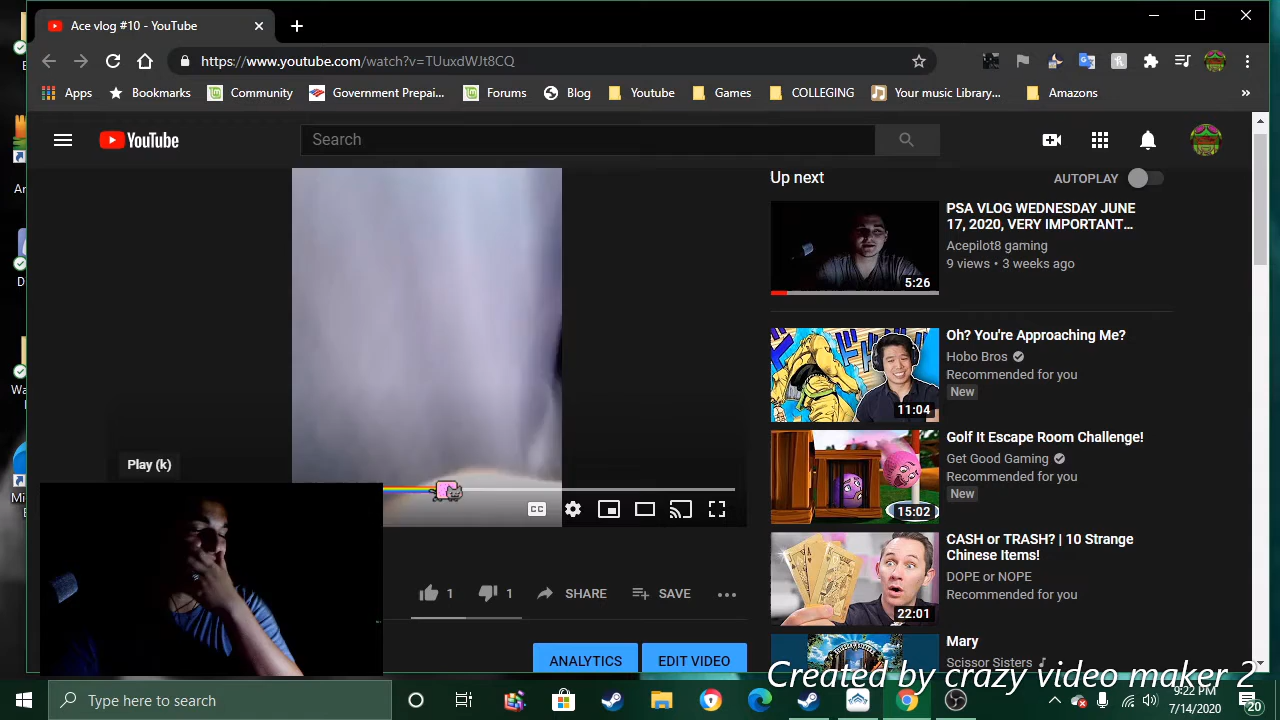 Ace vlog #10 - YouTube
https://www.youtube.com/watch?v=TUuxdWJt8CQ
Apps
Bookmarks
Community
Government Prepai...
Forums
Blog
Youtube
Games
COLLEGING
Your music Library...
Amazons
YouTube
Search
Up next
AUTOPLAY
PSA VLOG WEDNESDAY JUNE
17, 2020, VERY IMPORTANT...
Acepilot8 gaming
9 views • 3 weeks ago
5:26
Oh? You're Approaching Me?
Hobo Bros
Recommended for you
New
11:04
Golf It Escape Room Challenge!
Get Good Gaming
Recommended for you
New
15:02
CASH or TRASH? | 10 Strange
Chinese Items!
DOPE or NOPE
Recommended for you
22:01
Mary
Scissor Sisters
Play (k)
CC
1
1
SHARE
SAVE
ANALYTICS
EDIT VIDEO
Created by crazy video maker 2
Type here to search
9:22 PM
7/14/2020
20